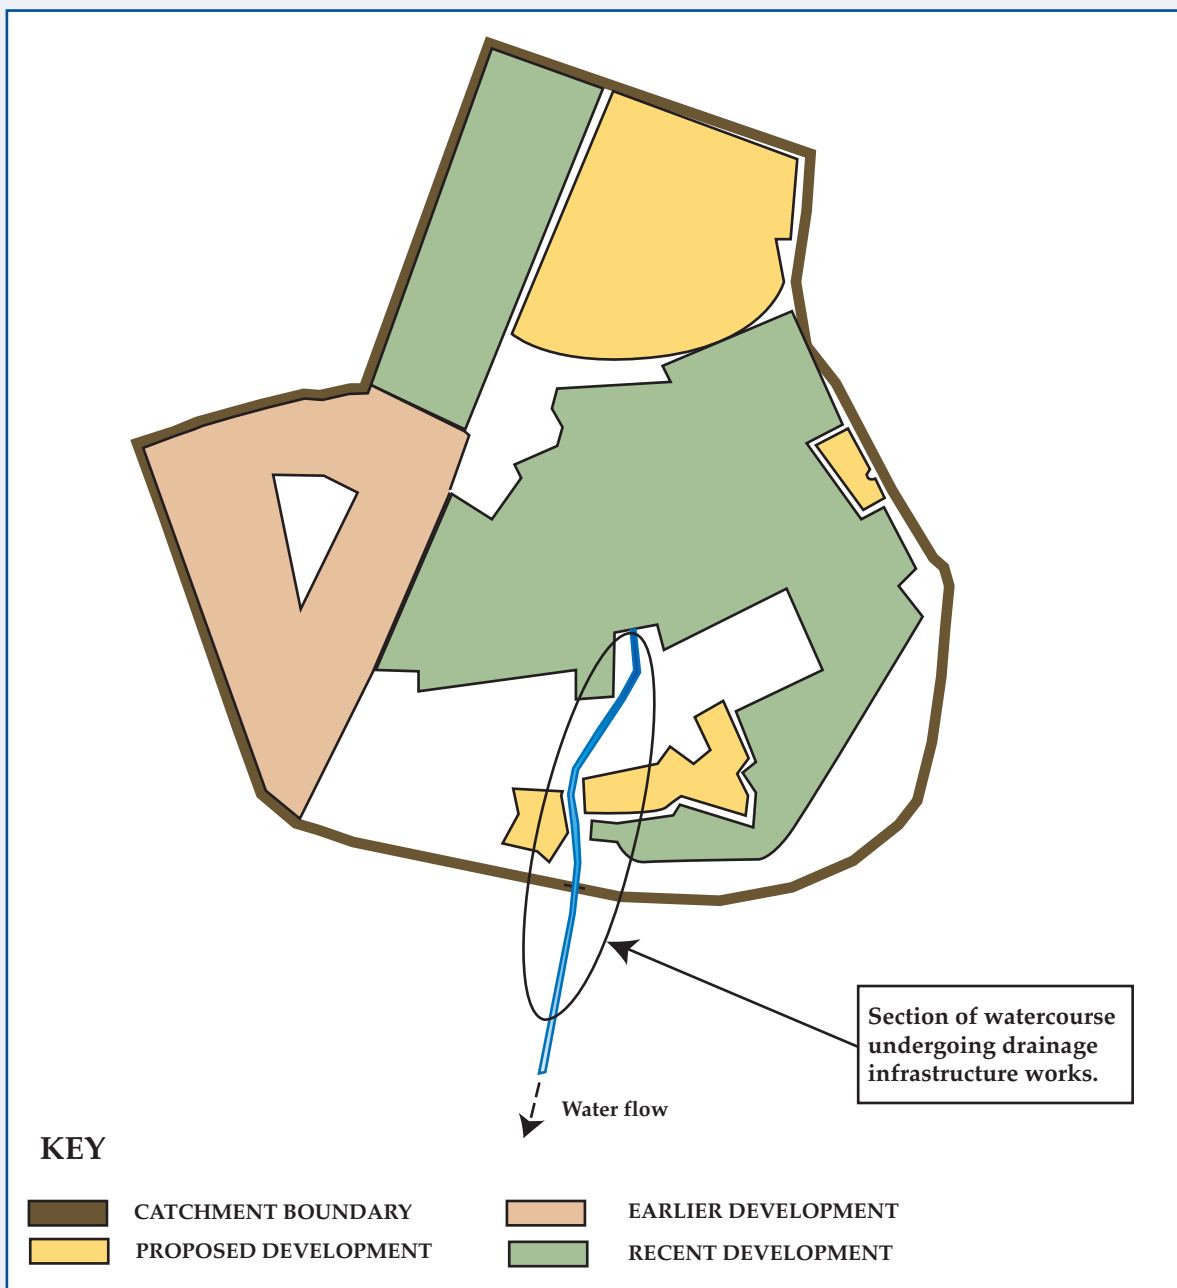 Section of watercourse
undergoing drainage
infrastructure works.
Water flow
KEY
CATCHMENT BOUNDARY
EARLIER DEVELOPMENT
PROPOSED DEVELOPMENT
RECENT DEVELOPMENT